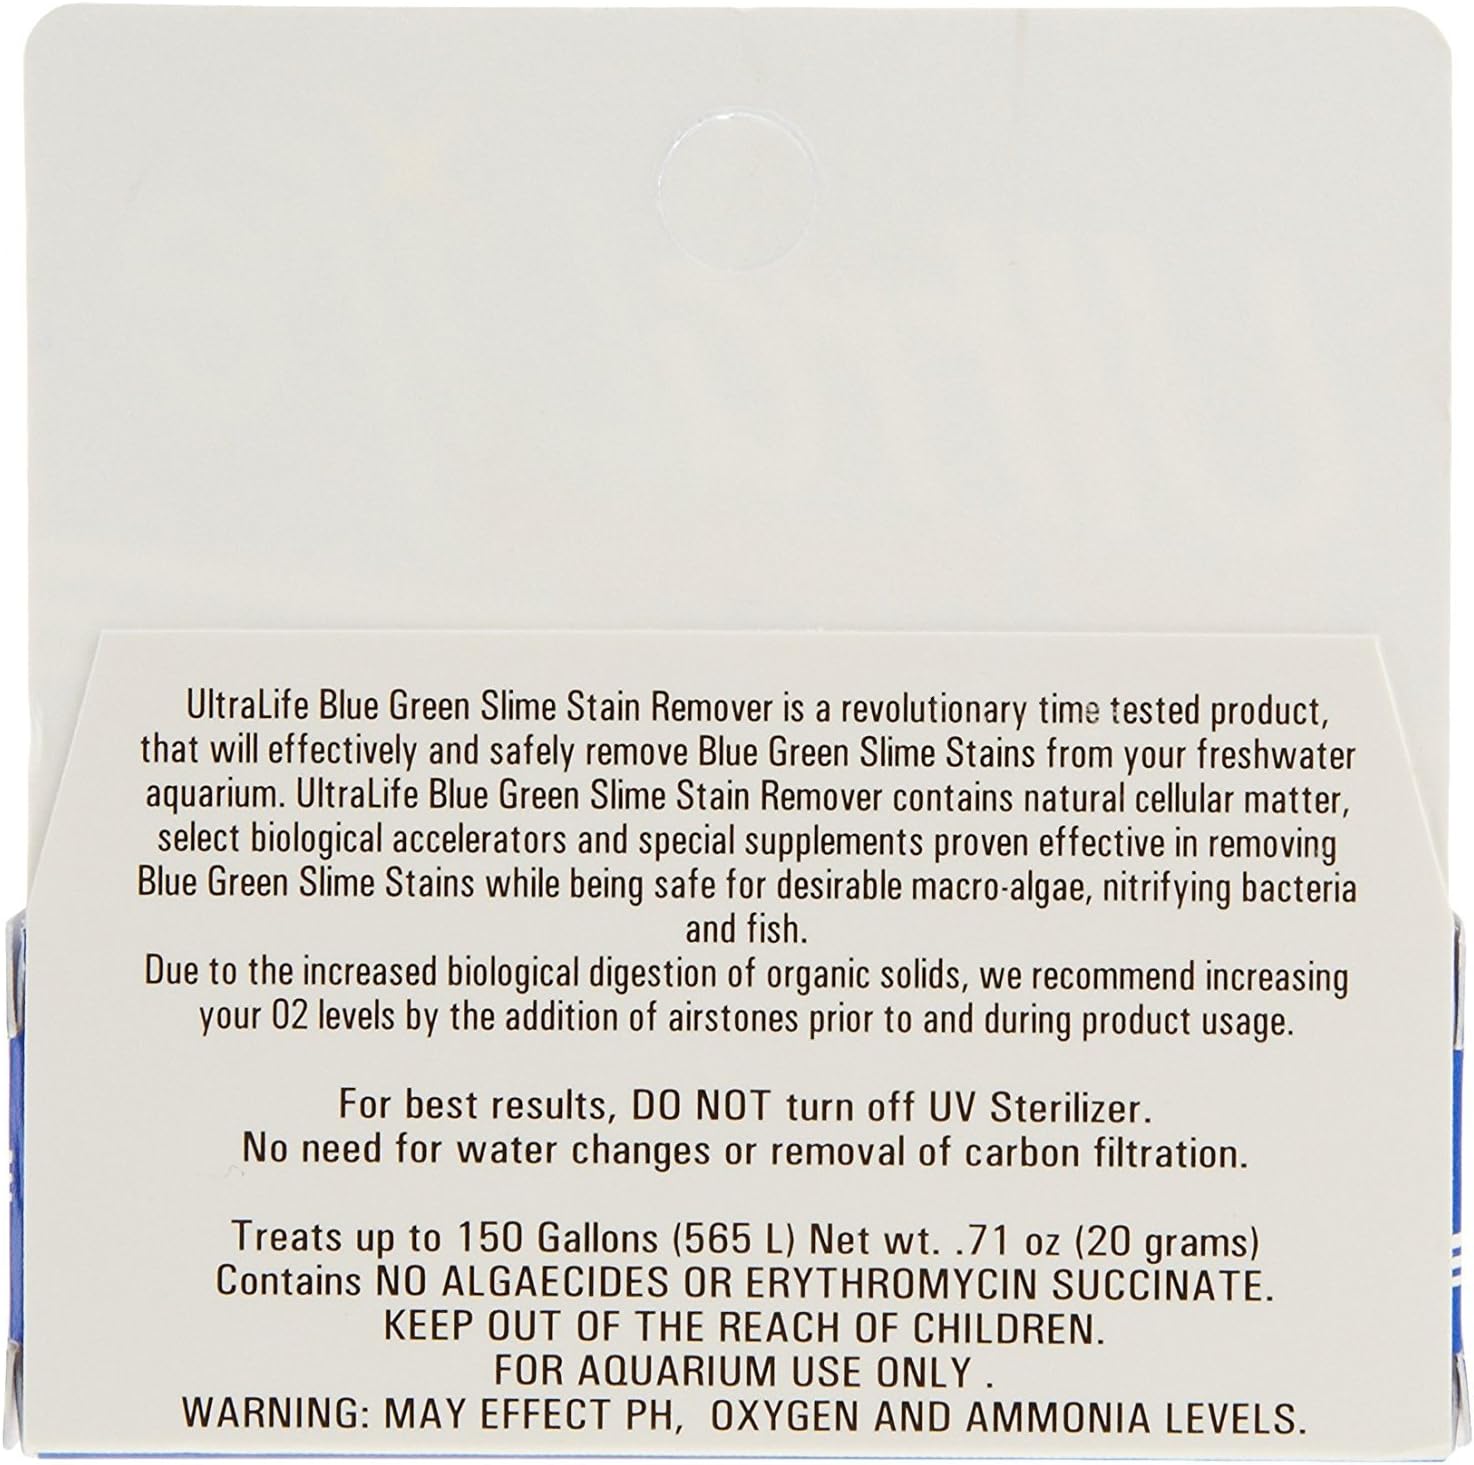 UltraLife Blue Green Slime Stain Remover is a revolutionary time tested product,
that will effectively and safely remove Blue Green Slime Stains from your freshwater
aquarium. UltraLife Blue Green Slime Stain Remover contains natural cellular matter,
select biological accelerators and special supplements proven effective in removing
Blue Green Slime Stains while being safe for desirable macro-algae, nitrifying bacteria
and fish.
Due to the increased biological digestion of organic solids, we recommend increasing
your O2 levels by the addition of airstones prior to and during product usage.
For best results, DO NOT turn off UV Sterilizer.
No need for water changes or removal of carbon filtration.
Treats up to 150 Gallons (565 L) Net wt. .71 oz (20 grams)
Contains NO ALGAECIDES OR ERYTHROMYCIN SUCCINATE.
KEEP OUT OF THE REACH OF CHILDREN.
FOR AQUARIUM USE ONLY .
WARNING: MAY EFFECT PH, OXYGEN AND AMMONIA LEVELS.